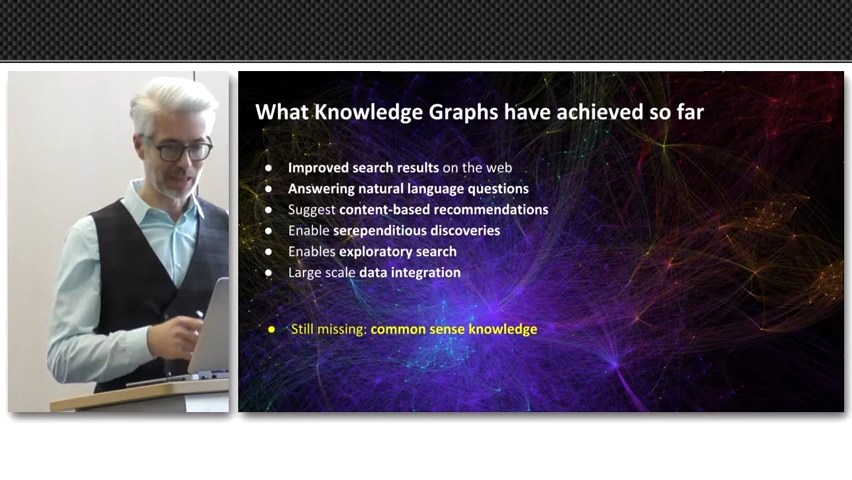 What Knowledge Graphs have achieved so far
● Improved search results on the web
● Answering natural language questions
● Suggest content-based recommendations
● Enable serependitious discoveries
● Enables exploratory search
● Large scale data integration
● Still missing: common sense knowledge